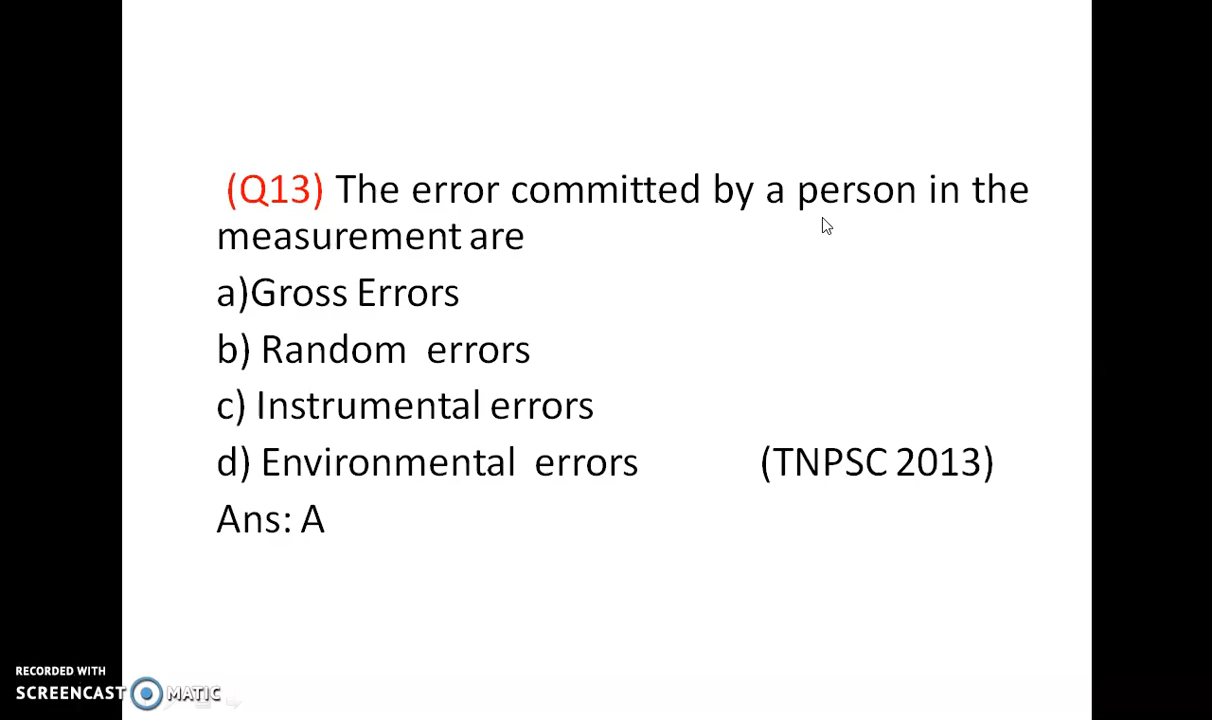 (Q13) The error committed by a person in the
measurement are
a)Gross Errors
b) Random errors
c) Instrumental errors
d) Environmental errors (TNPSC 2013)
Ans: A
RECORDED WITH
SCREENCAST MATIC